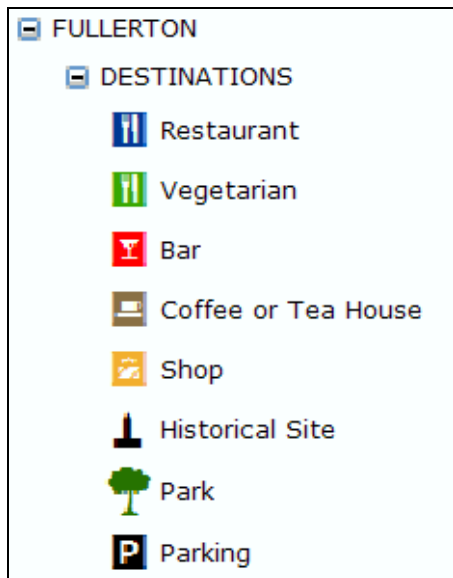 FULLERTON
DESTINATIONS
Restaurant
Vegetarian
Bar
Coffee or Tea House
Shop
Historical Site
Park
P Parking